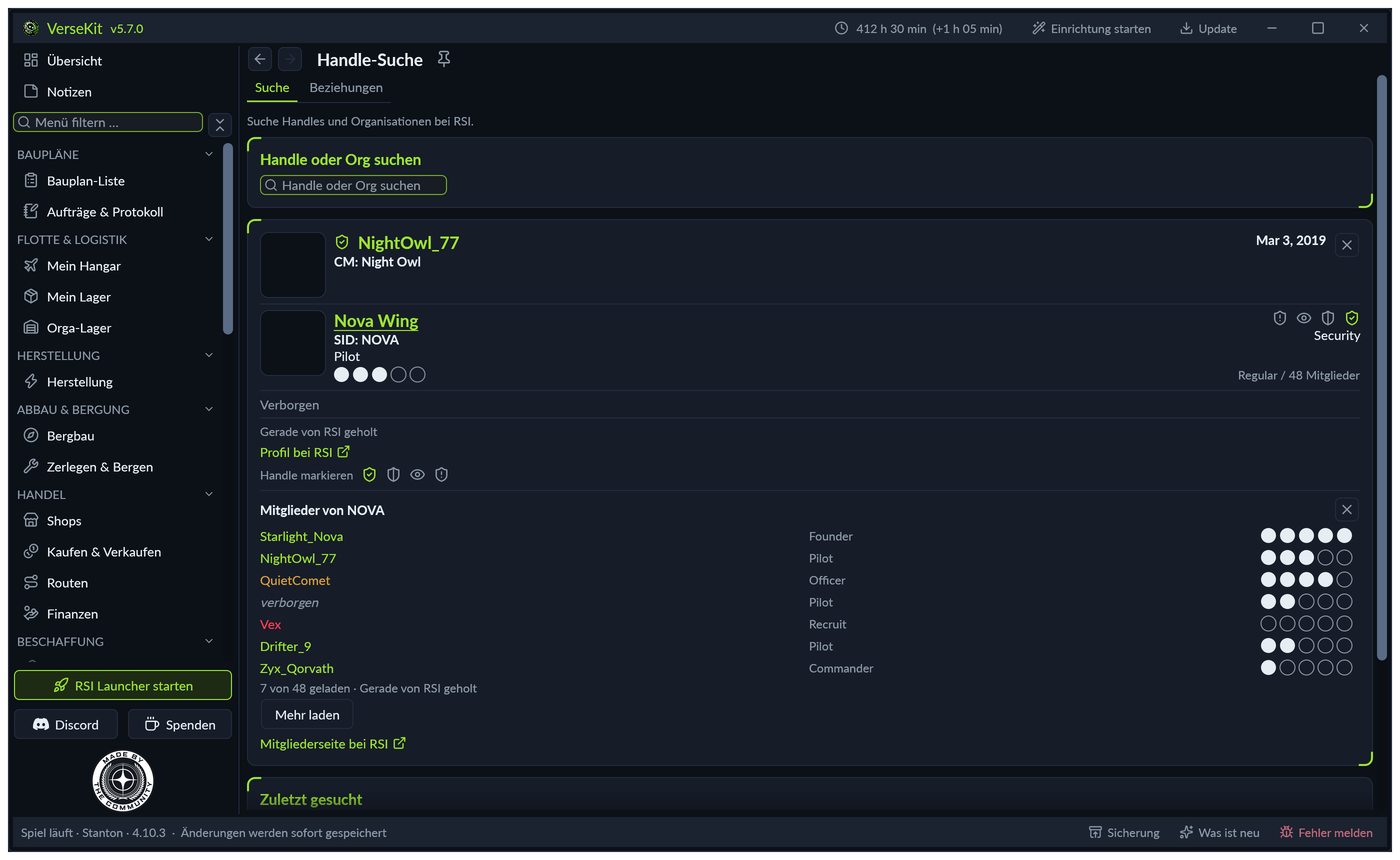 VerseKit v5.7.0
412 h 30 min (+1 h 05 min)
Einrichtung starten
Update
Übersicht
Notizen
Menü filtern ...
BAUPLÄNE
Bauplan-Liste
Aufträge & Protokoll
FLOTTE & LOGISTIK
Mein Hangar
Mein Lager
Orga-Lager
HERSTELLUNG
Herstellung
ABBAU & BERGUNG
Bergbau
Zerlegen & Bergen
HANDEL
Shops
Kaufen & Verkaufen
Routen
Finanzen
BESCHAFFUNG
RSI Launcher starten
Discord
Spenden
MADE BY
THE COMMUNITY
Handle-Suche
Suche
Beziehungen
Suche Handles und Organisationen bei RSI.
Handle oder Org suchen
Handle oder Org suchen
NightOwl_77
Mar 3, 2019
CM: Night Owl
Nova Wing
SID: NOVA
Security
Pilot
Regular / 48 Mitglieder
Verborgen
Gerade von RSI geholt
Profil bei RSI
Handle markieren
Mitglieder von NOVA
Starlight_Nova Founder
NightOwl_77 Pilot
QuietComet Officer
verborgen Pilot
Vex Recruit
Drifter_9 Pilot
Zyx_Qorvath Commander
7 von 48 geladen · Gerade von RSI geholt
Mehr laden
Mitgliederseite bei RSI
Zuletzt gesucht
Spiel läuft · Stanton · 4.10.3 · Änderungen werden sofort gespeichert
Sicherung
Was ist neu
Fehler melden